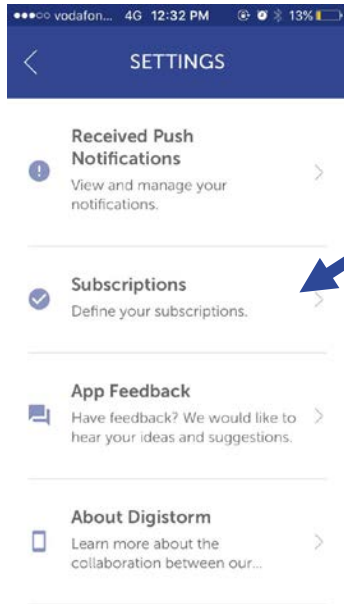 vodafon... 4G 12:32 PM 13%
SETTINGS
Received Push
Notifications
View and manage your
notifications.
Subscriptions
Define your subscriptions.
App Feedback
Have feedback? We would like to
hear your ideas and suggestions.
About Digistorm
Learn more about the
collaboration between our...